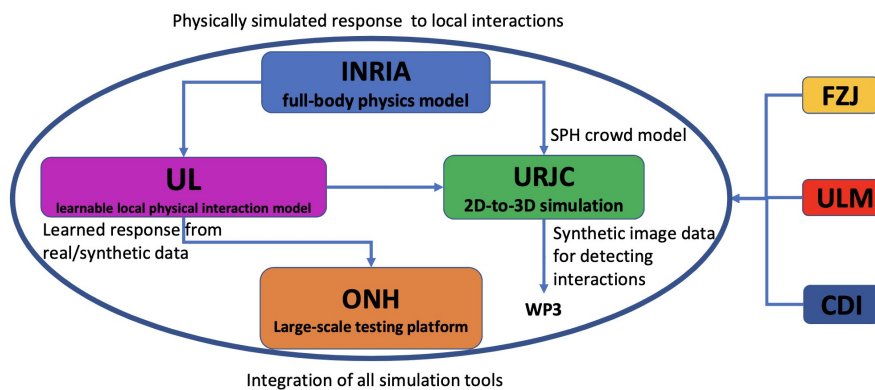 Physically simulated response to local interactions
INRIA
full-body physics model
FZJ
SPH crowd model
UL
learnable local physical interaction model
URJC
2D-to-3D simulation
ULM
Learned response from
real/synthetic data
Synthetic image data
for detecting
interactions
ONH
Large-scale testing platform
WP3
CDI
Integration of all simulation tools